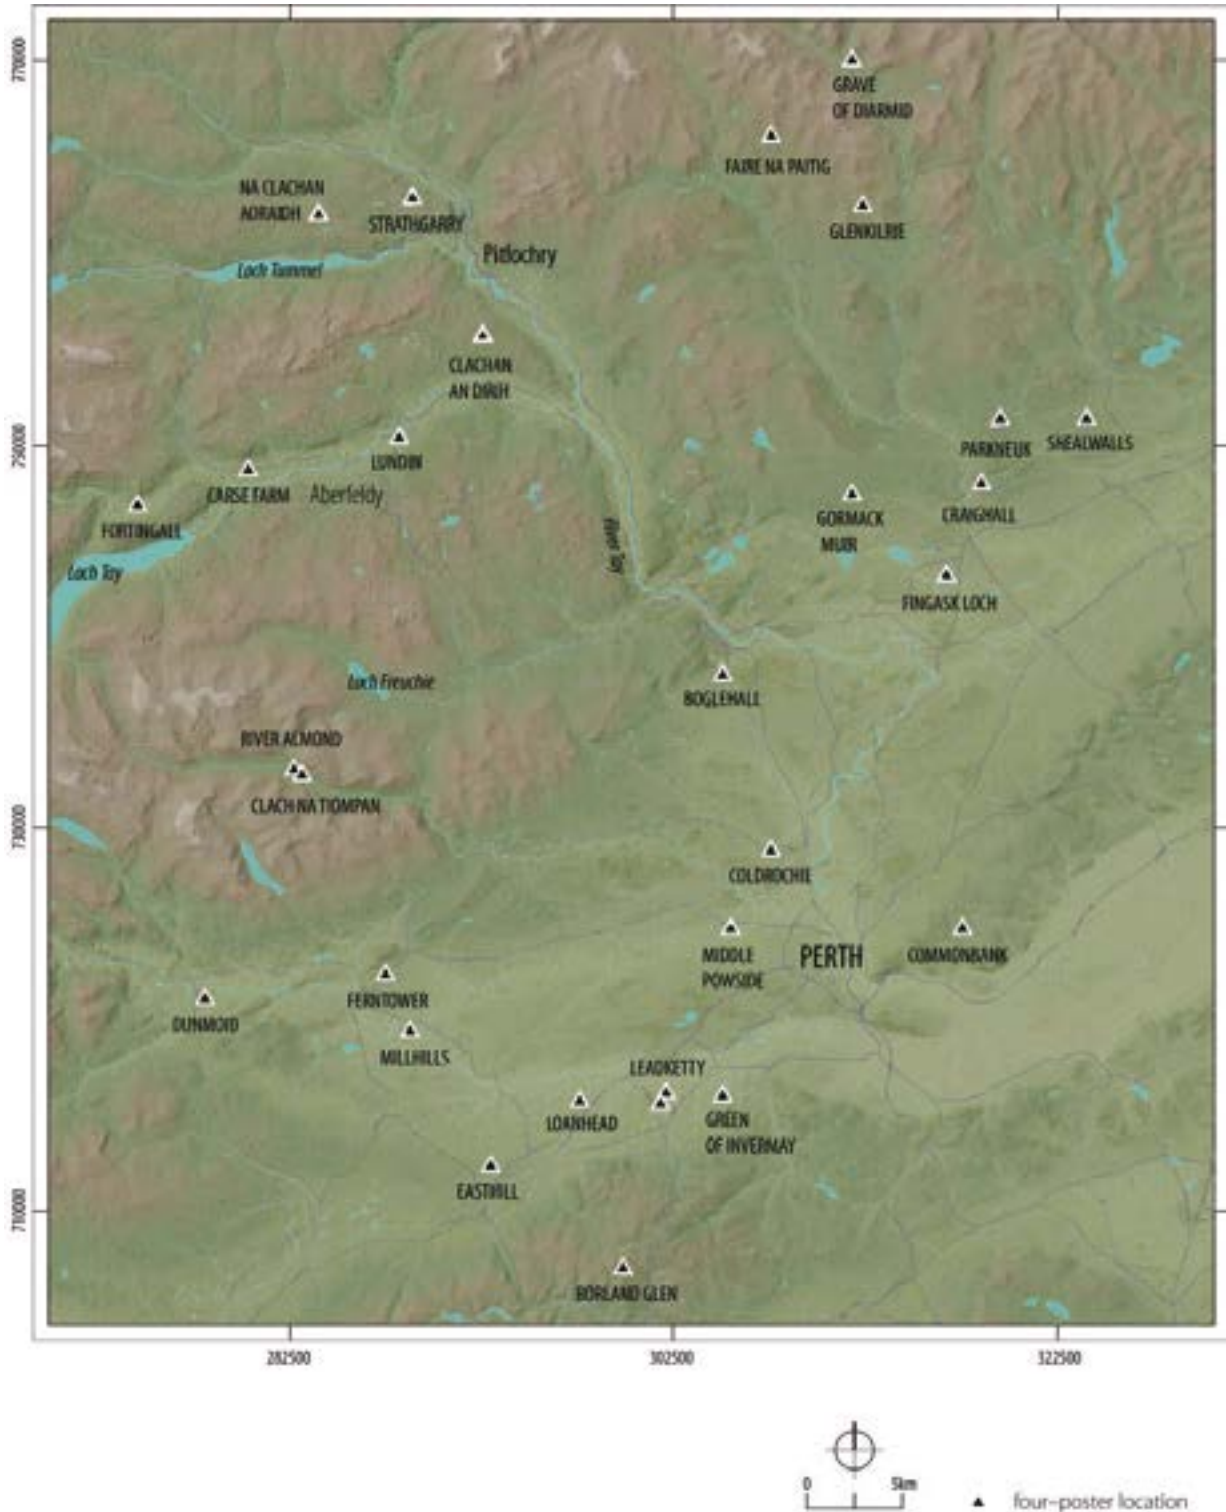 770000
GRAVE
OF DIARMID
FAIRE NA PAITIG
NA CLACHAN
AORAIDH
STRATHGARRY
GLENKILRIE
Pitlochry
Loch Tummel
CLACHAN
AN DIRIH
750000
LUNDIN
PARKNEUK
SHEALWALLS
CARSE FARM
Aberfeldy
FORTINGALL
GORMACK
MUIR
CRAIGHALL
River Tay
Loch Tay
FINGASK LOCH
Loch Freuchie
BOGLEHALL
RIVER ALMOND
CLACH NA TIOMPAN
730000
COLDROCHIE
MIDDLE
POWSIDE
PERTH
COMMONBANK
FERNTOWER
DUNMOID
MILLHILLS
LEADKETTY
LOANHEAD
GREEN
OF INVERMAY
EASTHILL
710000
BORLAND GLEN
282500
302500
322500
0
5km
four-poster location